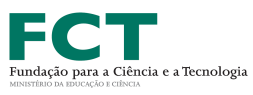 FCT
Fundação para a Ciência e a Tecnologia
MINISTÉRIO DA EDUCAÇÃO E CIÊNCIA